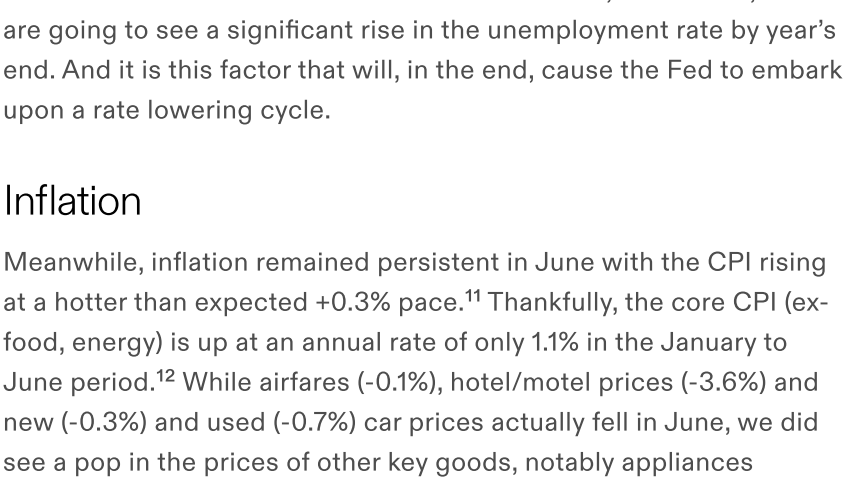 are going to see a significant rise in the unemployment rate by year’s
end. And it is this factor that will, in the end, cause the Fed to embark
upon a rate lowering cycle.
Inflation
Meanwhile, inflation remained persistent in June with the CPI rising
at a hotter than expected +0.3% pace.¹¹ Thankfully, the core CPI (ex-
food, energy) is up at an annual rate of only 1.1% in the January to
June period.¹² While airfares (-0.1%), hotel/motel prices (-3.6%) and
new (-0.3%) and used (-0.7%) car prices actually fell in June, we did
see a pop in the prices of other key goods, notably appliances